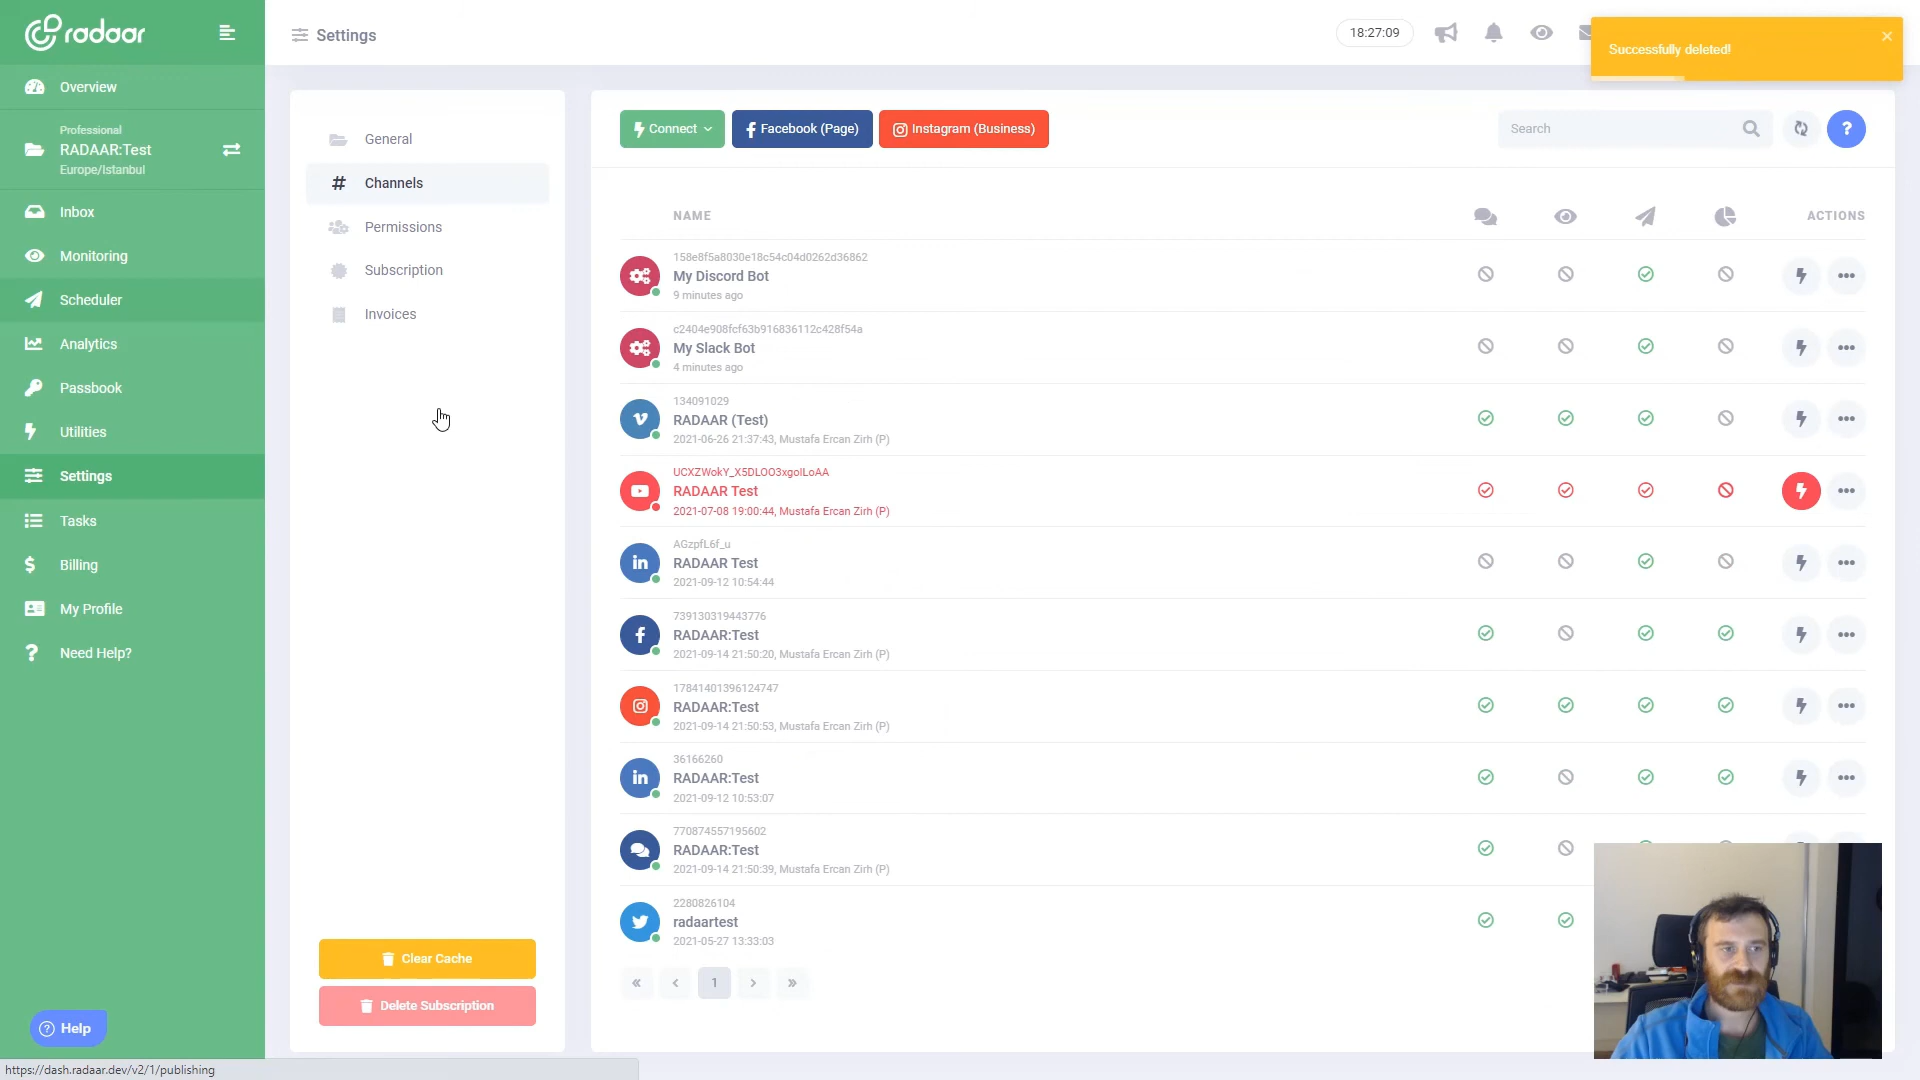 radaar
Settings
18:27:09
Successfully deleted!
Overview
Professional
RADAAR:Test
Europe/Istanbul
Inbox
Monitoring
Scheduler
Analytics
Passbook
Utilities
Settings
Tasks
Billing
My Profile
Need Help?
Help
General
Channels
Permissions
Subscription
Invoices
Clear Cache
Delete Subscription
Connect
Facebook (Page)
Instagram (Business)
Search
?
NAME
ACTIONS
158e8f5a8030e18c54c04d0262d36862
My Discord Bot
9 minutes ago
c2404e908fcf63b916836112c428f54a
My Slack Bot
4 minutes ago
134091029
RADAAR (Test)
2021-06-26 21:37:43, Mustafa Ercan Zirh (P)
UCXZWokY_X5DLOO3xgoILoAA
RADAAR Test
2021-07-08 19:00:44, Mustafa Ercan Zirh (P)
AGzpfL6f_u
RADAAR Test
2021-09-12 10:54:44
739130319443776
RADAAR:Test
2021-09-14 21:50:20, Mustafa Ercan Zirh (P)
17841401396124747
RADAAR:Test
2021-09-14 21:50:53, Mustafa Ercan Zirh (P)
36166260
RADAAR:Test
2021-09-12 10:53:07
770874557195602
RADAAR:Test
2021-09-14 21:50:39, Mustafa Ercan Zirh (P)
2280826104
radaartest
2021-05-27 13:33:03
« ‹ 1 › »
https://dash.radaar.dev/v2/1/publishing